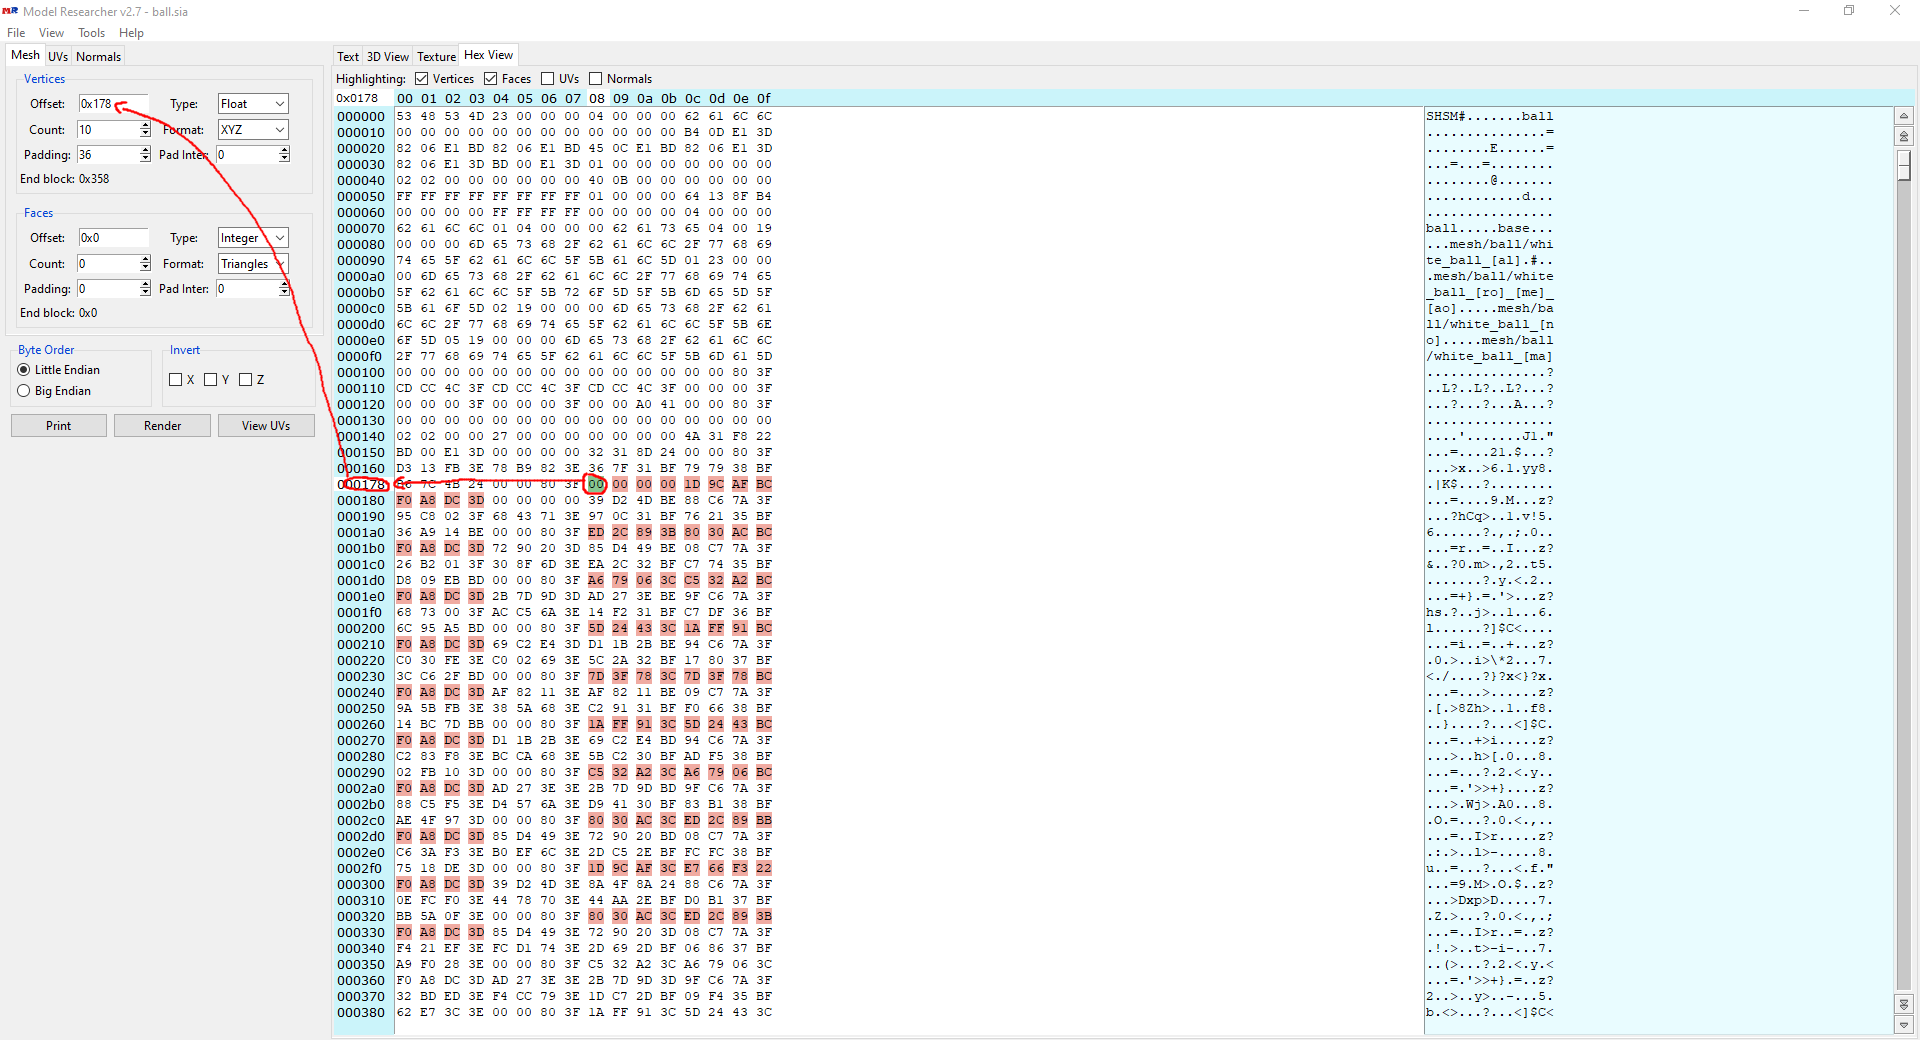 Model Researcher v2.7 - ball.sia
File View Tools Help
Mesh UVs Normals
Vertices
Offset: 0x178 Type: Float
Count: 10 Format: XYZ
Padding: 36 Pad Inter: 0
End block: 0x358
Faces
Offset: 0x0 Type: Integer
Count: 0 Format: Triangles
Padding: 0 Pad Inter: 0
End block: 0x0
Byte Order
Little Endian
Big Endian
Invert
X Y Z
Print Render View UVs
Text 3D View Texture Hex View
Highlighting: Vertices Faces UVs Normals
0x0178 00 01 02 03 04 05 06 07 08 09 0a 0b 0c 0d 0e 0f
000000 53 48 53 4D 23 00 00 00 04 00 00 00 62 61 6C 6C SHSM#.......ball
000010 00 00 00 00 00 00 00 00 00 00 00 00 B4 0D E1 3D ...............=
000020 82 06 E1 BD 82 06 E1 BD 45 0C E1 BD 82 06 E1 3D ........E......=
000030 82 06 E1 3D BD 00 E1 3D 01 00 00 00 00 00 00 00 ...=...=........
000040 02 02 00 00 00 00 00 00 40 0B 00 00 00 00 00 00 ........@.......
000050 FF FF FF FF FF FF FF FF 01 00 00 00 64 13 8F B4 ............d...
000060 00 00 00 00 FF FF FF FF 00 00 00 00 04 00 00 00 ................
000070 62 61 6C 6C 01 04 00 00 00 62 61 73 65 04 00 19 ball.....base...
000080 00 00 00 6D 65 73 68 2F 62 61 6C 6C 2F 77 68 69 ...mesh/ball/whi
000090 74 65 5F 62 61 6C 6C 5F 5B 61 6C 5D 01 23 00 00 te_ball_[al].#..
0000a0 00 6D 65 73 68 2F 62 61 6C 6C 2F 77 68 69 74 65 .mesh/ball/white
0000b0 5F 62 61 6C 6C 5F 5B 72 6F 5D 5F 5B 6D 65 5D 5F _ball_[ro]_[me]_
0000c0 5B 61 6F 5D 02 19 00 00 00 6D 65 73 68 2F 62 61 [ao].....mesh/ba
0000d0 6C 6C 2F 77 68 69 74 65 5F 62 61 6C 6C 5F 5B 6E ll/white_ball_[n
0000e0 6F 5D 05 19 00 00 00 6D 65 73 68 2F 62 61 6C 6C o].....mesh/ball
0000f0 2F 77 68 69 74 65 5F 62 61 6C 6C 5F 5B 6D 61 5D /white_ball_[ma]
000100 00 00 00 00 00 00 00 00 00 00 00 00 00 00 80 3F ...............?
000110 CD CC 4C 3F CD CC 4C 3F CD CC 4C 3F 00 00 00 3F ..L?..L?..L?...?
000120 00 00 00 3F 00 00 00 3F 00 00 A0 41 00 00 80 3F ...?...?...A...?
000130 00 00 00 00 00 00 00 00 00 00 00 00 00 00 00 00 ................
000140 02 02 00 00 27 00 00 00 00 00 00 00 4A 31 F8 22 ....'.......J1."
000150 BD 00 E1 3D 00 00 00 00 32 31 8D 24 00 00 80 3F ...=....21.$...?
000160 D3 13 FB 3E 78 B9 82 3E 36 7F 31 BF 79 79 38 BF ...>x..>6.1.yy8.
000178 86 7C 4B 24 00 00 80 3F 00 00 00 00 1D 9C AF BC .|K$...?........
000180 F0 A8 DC 3D 00 00 00 00 39 D2 4D BE 88 C6 7A 3F ...=....9.M...z?
000190 95 C8 02 3F 68 43 71 3E 97 0C 31 BF 76 21 35 BF ...?hCq>..1.v!5.
0001a0 36 A9 14 BE 00 00 80 3F ED 2C 89 3B 80 30 AC BC 6......?.,.;.0..
0001b0 F0 A8 DC 3D 72 90 20 3D 85 D4 49 BE 08 C7 7A 3F ...=r.. =..I...z?
0001c0 26 B2 01 3F 30 8F 6D 3E EA 2C 32 BF C7 74 35 BF &..?0.m>.,2..t5.
0001d0 D8 09 EB BD 00 00 80 3F A6 79 06 3C C5 32 A2 BC .......?.y.<.2..
0001e0 F0 A8 DC 3D 2B 7D 9D 3D AD 27 3E BE 9F C6 7A 3F ...=+}.=.'>...z?
0001f0 68 73 00 3F AC C5 6A 3E 14 F2 31 BF C7 DF 36 BF hs.?..j>..1...6.
000200 6C 95 A5 BD 00 00 80 3F 5D 24 43 3C 1A FF 91 BC l......?]$C<....
000210 F0 A8 DC 3D 69 C2 E4 3D D1 1B 2B BE 94 C6 7A 3F ...=i..=..+...z?
000220 C0 30 FE 3E C0 02 69 3E 5C 2A 32 BF 17 80 37 BF .0.>..i>\*2...7.
000230 3C C6 2F BD 00 00 80 3F 7D 3F 78 3C 7D 3F 78 BC <./....?}?x<}?x.
000240 F0 A8 DC 3D AF 82 11 3E AF 82 11 BE 09 C7 7A 3F ...=...>......z?
000250 9A 5B FB 3E 38 5A 68 3E C2 91 31 BF F0 66 38 BF .[.>8Zh>..1..f8.
000260 14 BC 7D BB 00 00 80 3F 1A FF 91 3C 5D 24 43 BC ..}....?...<]$C.
000270 F0 A8 DC 3D D1 1B 2B 3E 69 C2 E4 BD 94 C6 7A 3F ...=..+>i.....z?
000280 C2 83 F8 3E BC CA 68 3E 5B C2 30 BF AD F5 38 BF ...>..h>[.0...8.
000290 02 FB 10 3D 00 00 80 3F C5 32 A2 3C A6 79 06 BC ...=...?.2.<.y..
0002a0 F0 A8 DC 3D AD 27 3E 3E 2B 7D 9D BD 9F C6 7A 3F ...=.'>>+}....z?
0002b0 88 C5 F5 3E D4 57 6A 3E D9 41 30 BF 83 B1 38 BF ...>.Wj>.A0...8.
0002c0 AE 4F 97 3D 00 00 80 3F 80 30 AC 3C ED 2C 89 BB .O.=...?.0.<.,..
0002d0 F0 A8 DC 3D 85 D4 49 3E 72 90 20 BD 08 C7 7A 3F ...=..I>r.....z?
0002e0 C6 3A F3 3E B0 EF 6C 3E 2D C5 2E BF FC FC 38 BF .:.>..l>-.....8.
0002f0 75 18 DE 3D 00 00 80 3F 1D 9C AF 3C E7 66 F3 22 u..=...?...<.f."
000300 F0 A8 DC 3D 39 D2 4D 3E 8A 4F 8A 24 88 C6 7A 3F ...=9.M>.O.$..z?
000310 0E FC F0 3E 44 78 70 3E 44 AA 2E BF D0 B1 37 BF ...>Dxp>D.....7.
000320 BB 5A 0F 3E 00 00 80 3F 80 30 AC 3C ED 2C 89 3B .Z.>...?.0.<.,.;
000330 F0 A8 DC 3D 85 D4 49 3E 72 90 20 3D 08 C7 7A 3F ...=..I>r..=..z?
000340 F4 21 EF 3E FC D1 74 3E 2D 69 2D BF 06 86 37 BF .!.>..t>-i-...7.
000350 A9 F0 28 3E 00 00 80 3F C5 32 A2 3C A6 79 06 3C ..(>...?.2.<.y.<
000360 F0 A8 DC 3D AD 27 3E 3E 2B 7D 9D 3D 9F C6 7A 3F ...=.'>>+}.=..z?
000370 32 BD ED 3E F4 CC 79 3E 1D C7 2D BF 09 F4 35 BF 2..>..y>..-...5.
000380 62 E7 3C 3E 00 00 80 3F 1A FF 91 3C 5D 24 43 3C b.<>...?...<]$C<